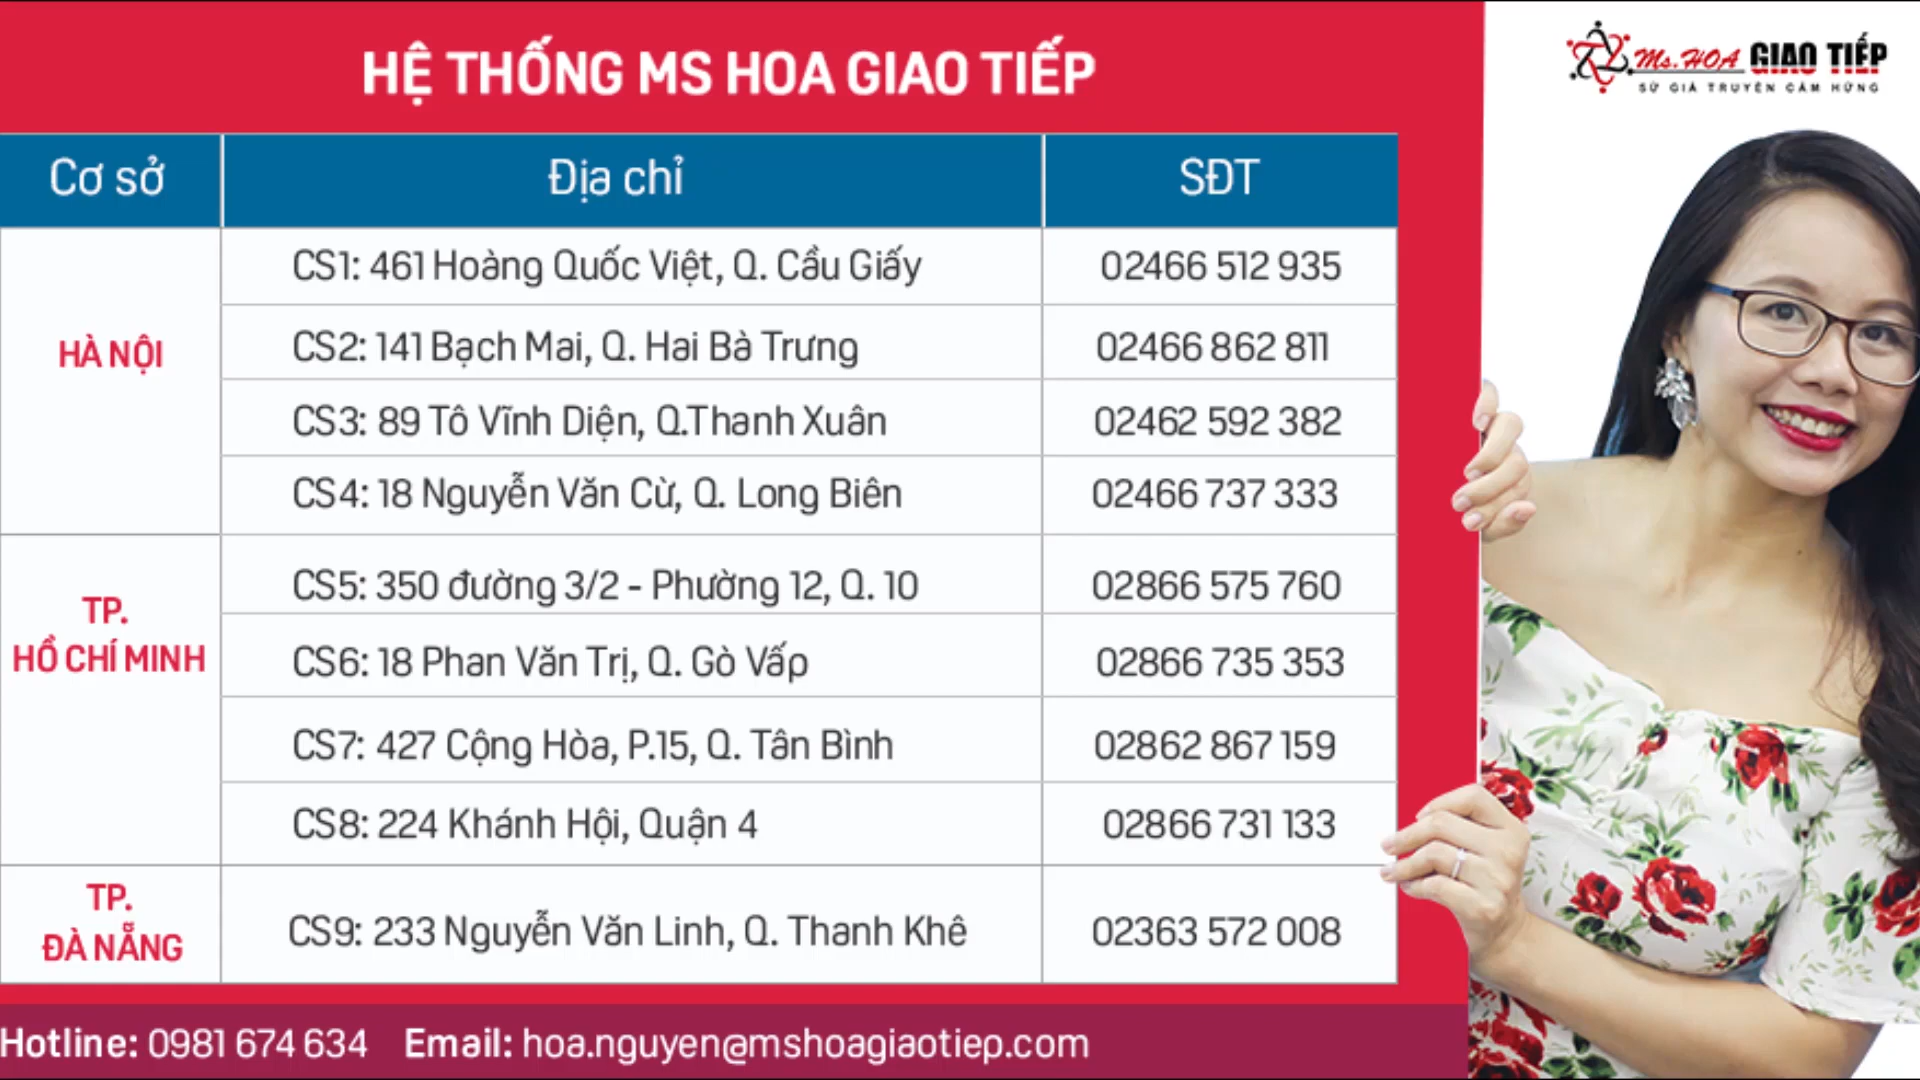 HỆ THỐNG MS HOA GIAO TIẾP
Ms. HOA GIAO TIẾP
SỨ GIẢ TRUYỀN CẢM HỨNG
Cơ sở Địa chỉ SĐT
HÀ NỘI
CS1: 461 Hoàng Quốc Việt, Q. Cầu Giấy 02466 512 935
CS2: 141 Bạch Mai, Q. Hai Bà Trưng 02466 862 811
CS3: 89 Tô Vĩnh Diện, Q.Thanh Xuân 02462 592 382
CS4: 18 Nguyễn Văn Cừ, Q. Long Biên 02466 737 333
TP.
HỒ CHÍ MINH
CS5: 350 đường 3/2 - Phường 12, Q. 10 02866 575 760
CS6: 18 Phan Văn Trị, Q. Gò Vấp 02866 735 353
CS7: 427 Cộng Hòa, P.15, Q. Tân Bình 02862 867 159
CS8: 224 Khánh Hội, Quận 4 02866 731 133
TP.
ĐÀ NẴNG
CS9: 233 Nguyễn Văn Linh, Q. Thanh Khê 02363 572 008
Hotline: 0981 674 634 Email: hoa.nguyen@mshoagiaotiep.com